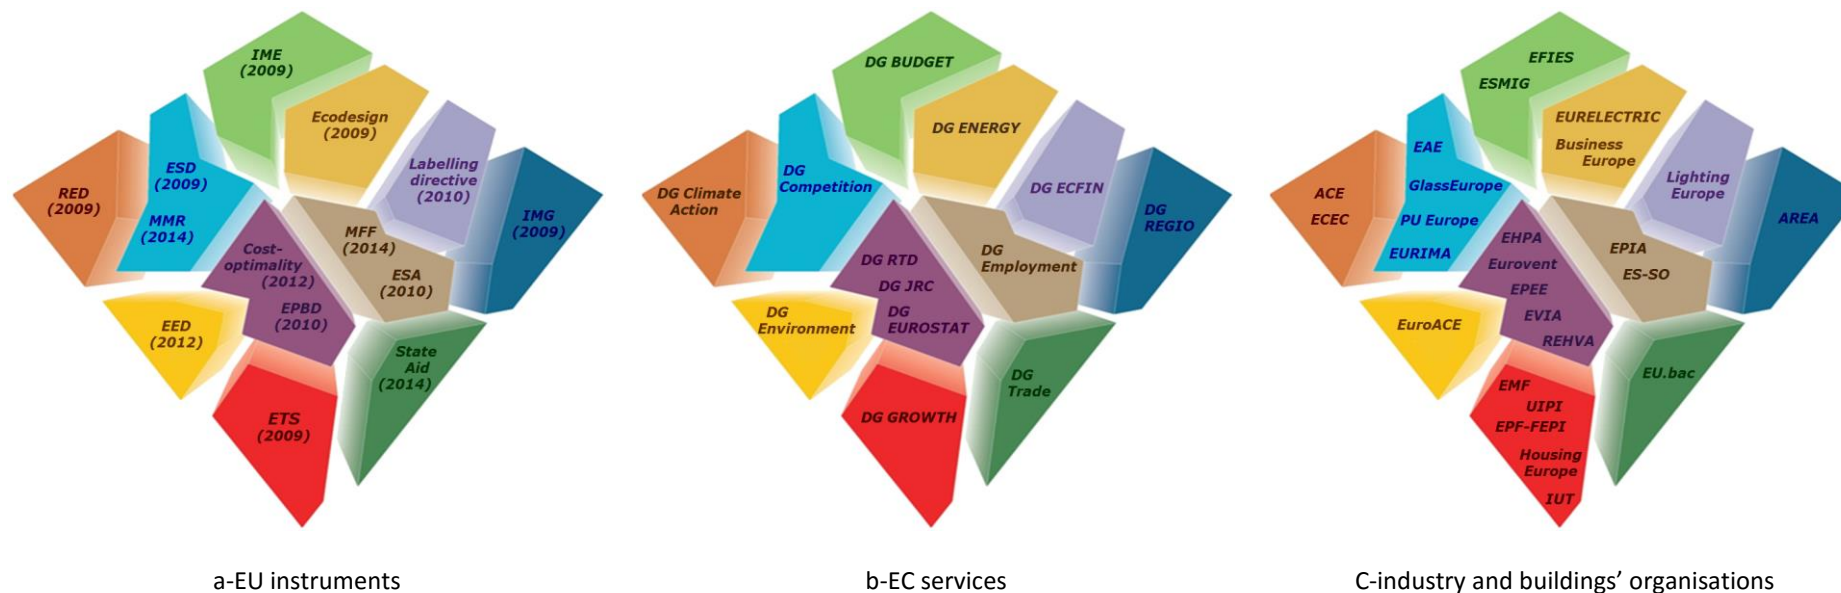 IME
(2009)
Ecodesign
(2009)
ESD
(2009)
MMR
(2014)
Labelling
directive
(2010)
RED
(2009)
IMG
(2009)
MFF
(2014)
ESA
(2010)
Cost-
optimality
(2012)
EPBD
(2010)
EED
(2012)
State
Aid
(2014)
ETS
(2009)
a-EU instruments
DG BUDGET
DG ENERGY
DG
Competition
DG ECFIN
DG Climate
Action
DG
REGIO
DG
Employment
DG RTD
DG JRC
DG
EUROSTAT
DG
Environment
DG
Trade
DG GROWTH
b-EC services
EFIES
ESMIG
EURELECTRIC
Business
Europe
EAE
GlassEurope
PU Europe
EURIMA
Lighting
Europe
ACE
ECEC
AREA
EPIA
ES-SO
EHPA
Eurovent
EPEE
EVIA
REHVA
EuroACE
EU.bac
EMF
UIPI
EPF-FEPI
Housing
Europe
IUT
C-industry and buildings’ organisations